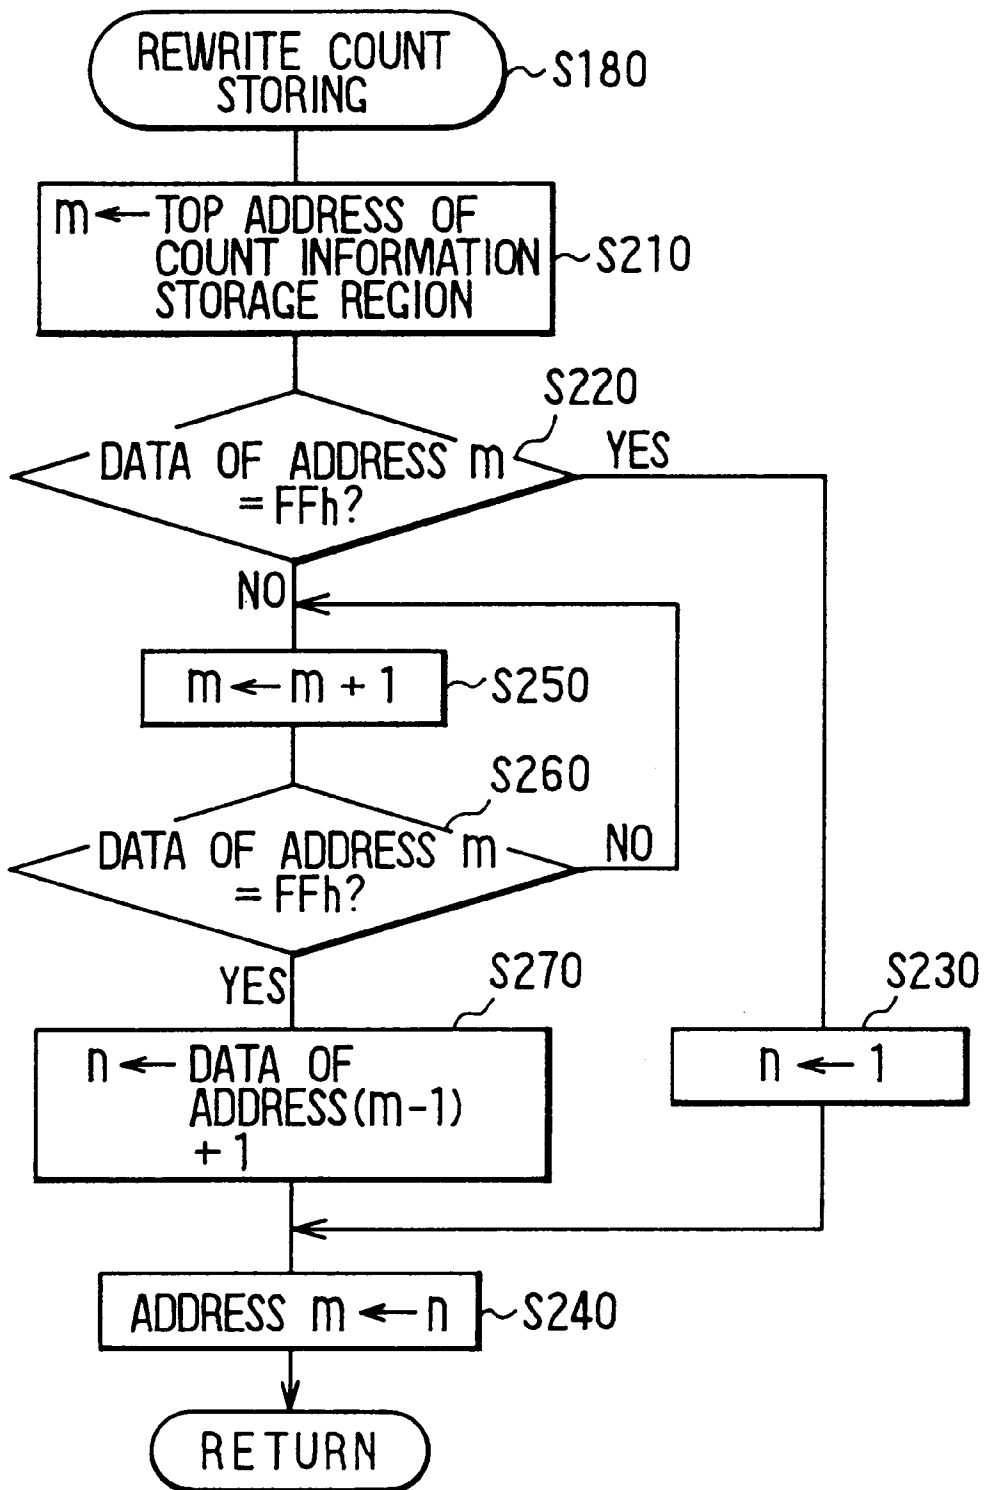 REWRITE COUNT
STORING
S180
m ← TOP ADDRESS OF
COUNT INFORMATION
STORAGE REGION
S210
S220
DATA OF ADDRESS m
= FFh?
YES
NO
m ← m + 1
S250
S260
DATA OF ADDRESS m
= FFh?
NO
YES
S270
n ← DATA OF
ADDRESS(m-1)
+ 1
S230
n ← 1
ADDRESS m ← n
S240
RETURN